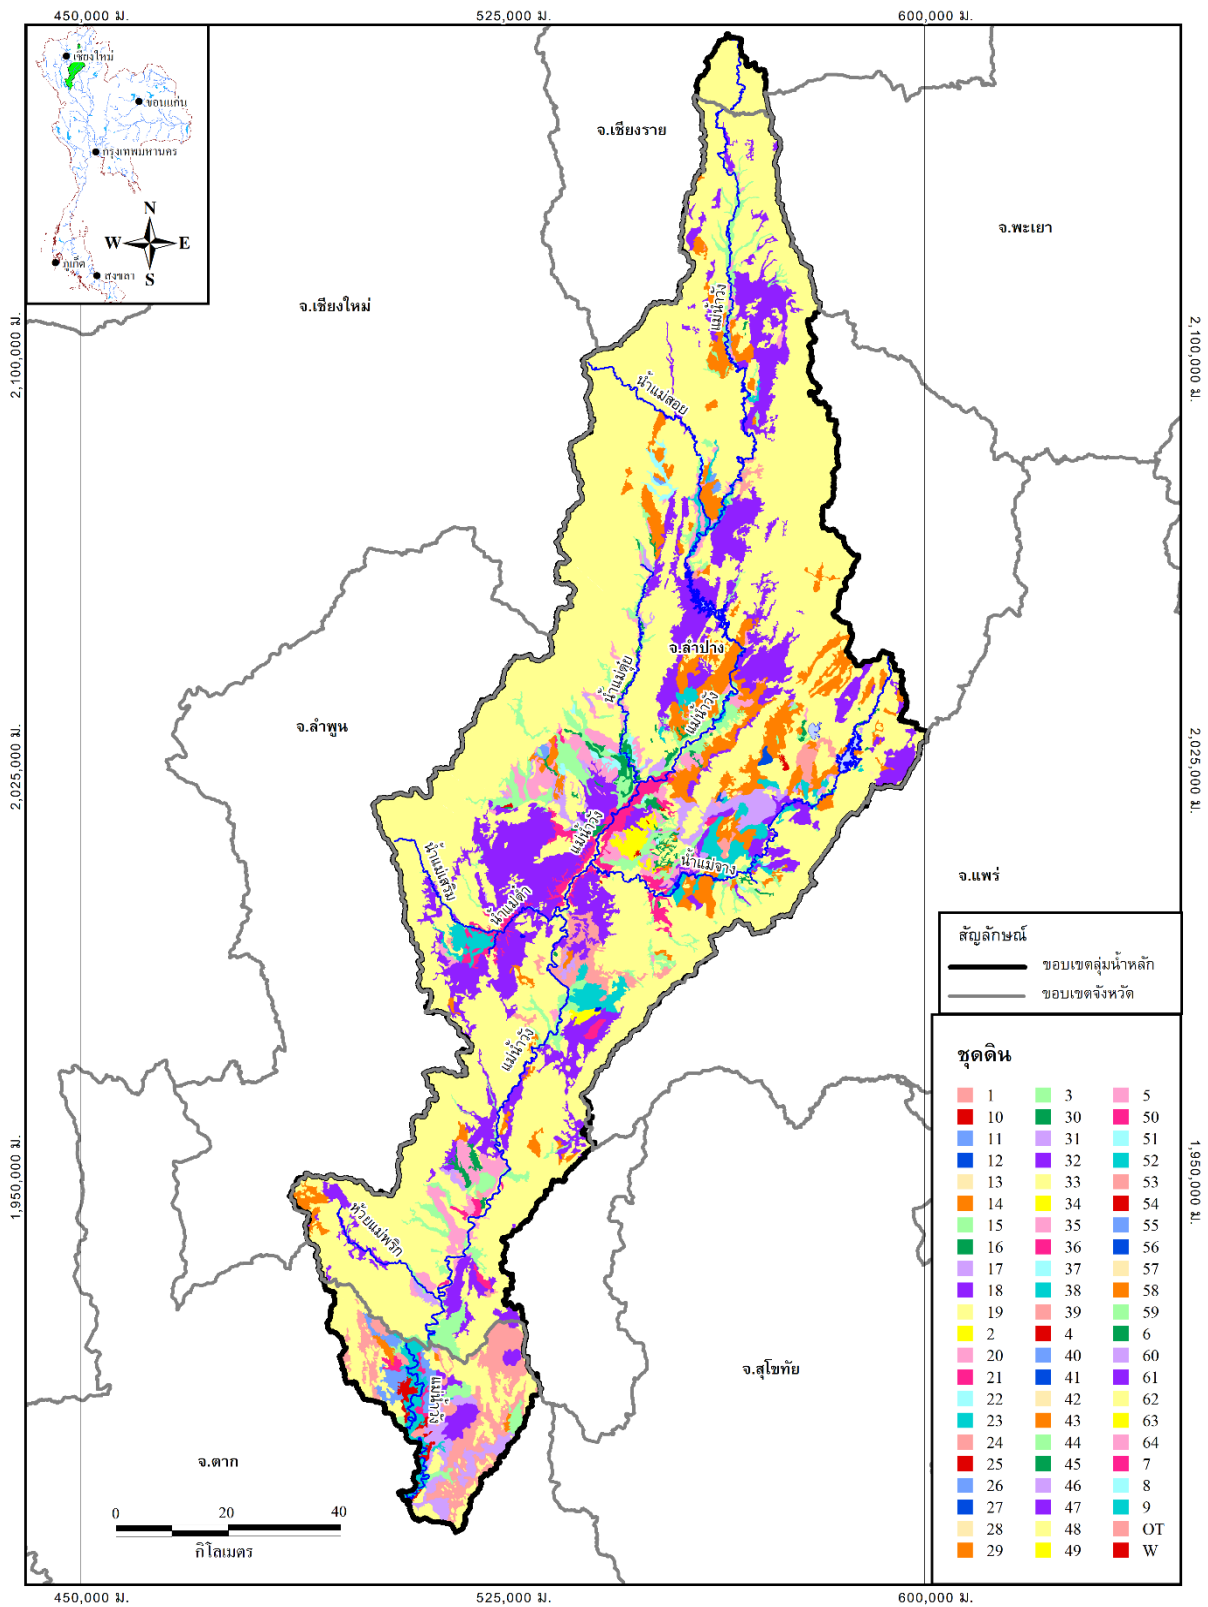 450,000 ม.
525,000 ม.
600,000 ม.
เชียงใหม่
ขอนแก่น
กรุงเทพมหานคร
ภูเก็ต
สงขลา
N
W
E
S
จ.เชียงราย
จ.พะเยา
จ.เชียงใหม่
2,100,000 ม.
2,100,000 ม.
แม่น้ำวัง
น้ำแม่สอย
จ.ลำปาง
น้ำแม่ตุ๋ย
แม่น้ำวัง
จ.ลำพูน
2,025,000 ม.
2,025,000 ม.
แม่น้ำวัง
น้ำแม่จาง
น้ำแม่เสริม
น้ำแม่ต๋ำ
จ.แพร่
แม่น้ำวัง
1,950,000 ม.
1,950,000 ม.
ห้วยแม่พริก
จ.สุโขทัย
แม่น้ำวัง
จ.ตาก
0 20 40
กิโลเมตร
สัญลักษณ์
ขอบเขตลุ่มน้ำหลัก
ขอบเขตจังหวัด
ชุดดิน
1 3 5
10 30 50
11 31 51
12 32 52
13 33 53
14 34 54
15 35 55
16 36 56
17 37 57
18 38 58
19 39 59
2 4 6
20 40 60
21 41 61
22 42 62
23 43 63
24 44 64
25 45 7
26 46 8
27 47 9
28 48 OT
29 49 W
450,000 ม.
525,000 ม.
600,000 ม.